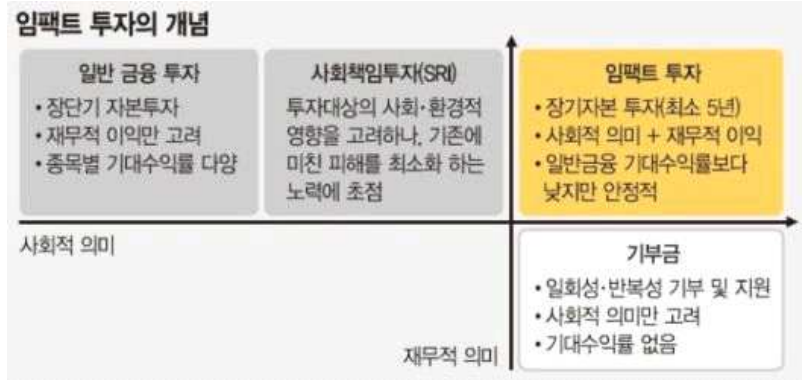 임팩트 투자의 개념
일반 금융 투자
• 장단기 자본투자
• 재무적 이익만 고려
• 종목별 기대수익률 다양
사회책임투자(SRI)
투자대상의 사회·환경적
영향을 고려하나, 기존에
미친 피해를 최소화 하는
노력에 초점
임팩트 투자
• 장기자본 투자(최소 5년)
• 사회적 의미 + 재무적 이익
• 일반금융 기대수익률보다
낮지만 안정적
사회적 의미
기부금
• 일회성·반복성 기부 및 지원
• 사회적 의미만 고려
• 기대수익률 없음
재무적 의미